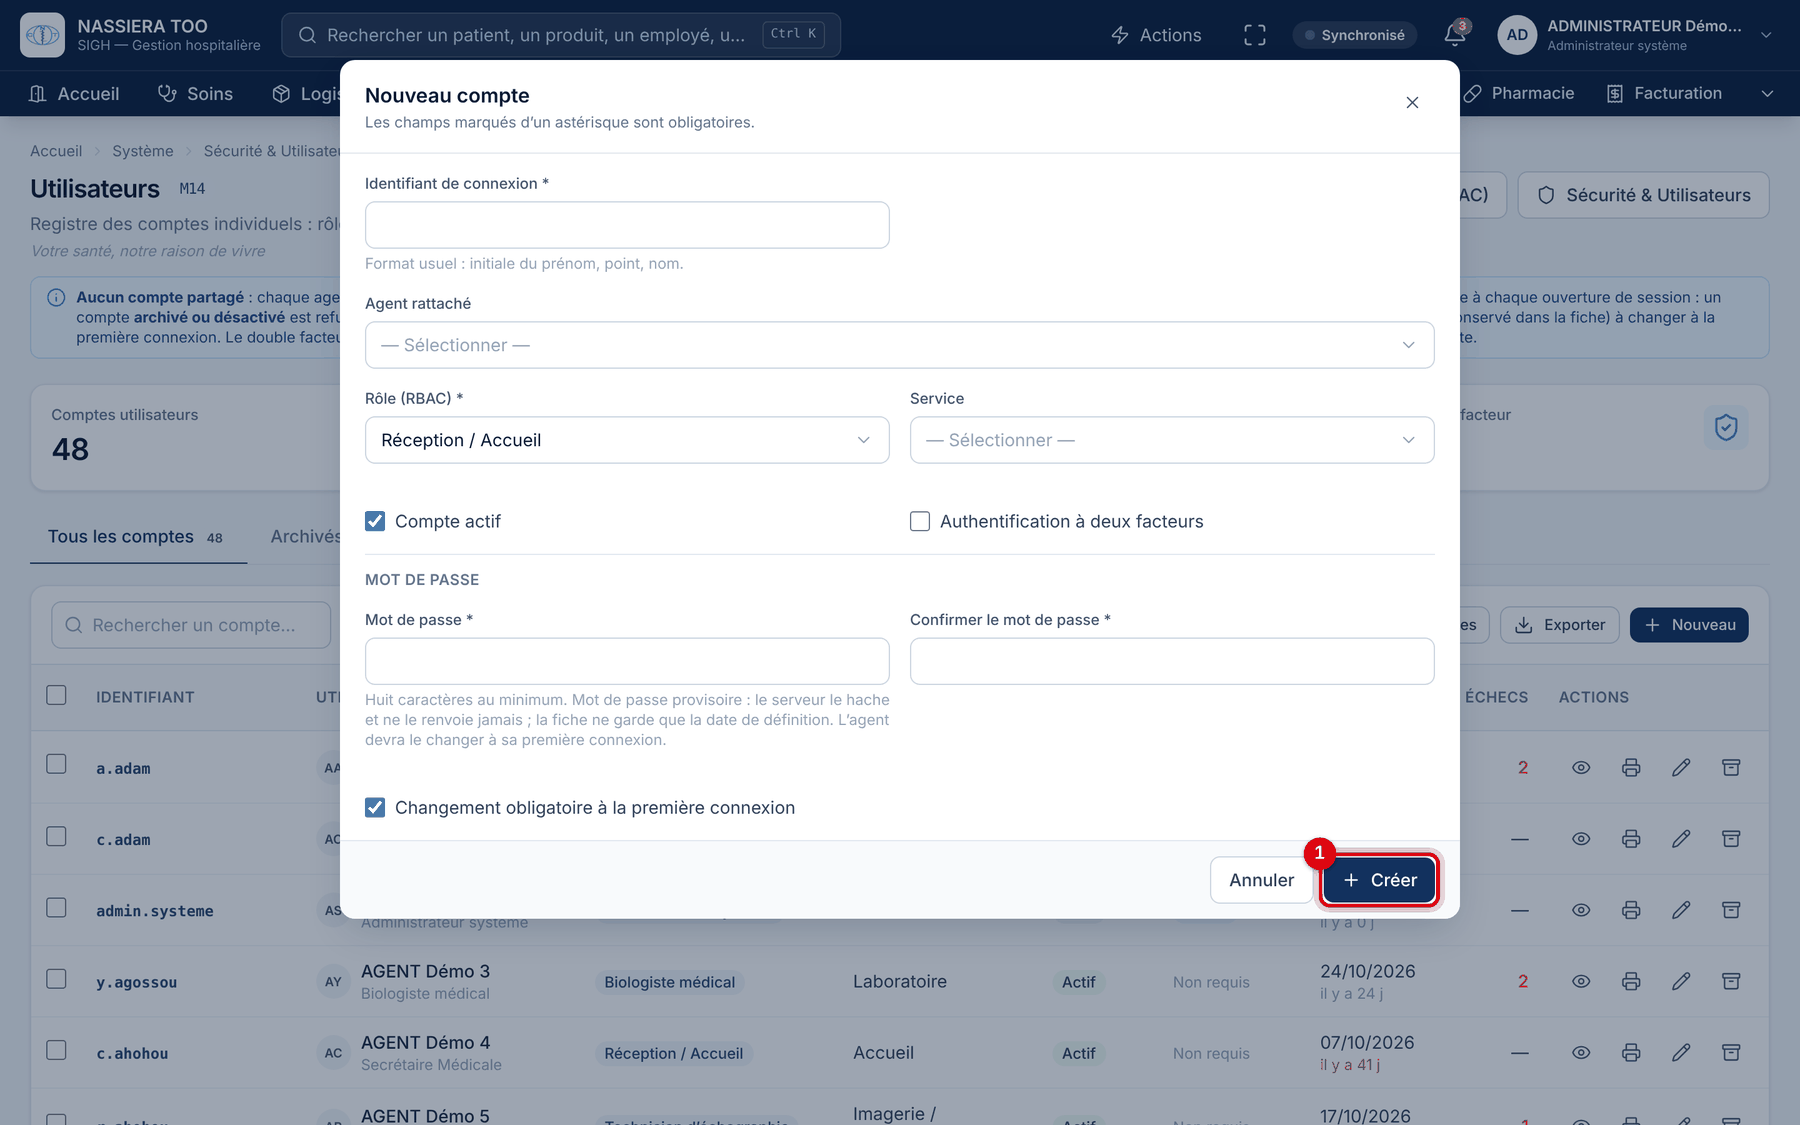 NASSIERA TOO
SIGH — Gestion hospitalière
Rechercher un patient, un produit, un employé, u...
Ctrl K
Actions
Synchronisé
3
AD
ADMINISTRATEUR Démo...
Administrateur système
Accueil
Soins
Logis
Pharmacie
Facturation
Accueil
Système
Sécurité & Utilisate
Utilisateurs
M14
AC)
Sécurité & Utilisateurs
Registre des comptes individuels : rôl
Votre santé, notre raison de vivre
Aucun compte partagé : chaque age
e à chaque ouverture de session : un
compte archivé ou désactivé est refu
onservé dans la fiche) à changer à la
première connexion. Le double facteu
te.
Comptes utilisateurs
48
facteur
Tous les comptes 48
Archivés
Rechercher un compte...
es
Exporter
Nouveau
IDENTIFIANT
UTI
ÉCHECS
ACTIONS
a.adam
AA
2
c.adam
AC
—
admin.systeme
AS
Administrateur système
il y a 0 j
—
y.agossou
AY
AGENT Démo 3
Biologiste médical
Biologiste médical
Laboratoire
Actif
Non requis
24/10/2026
il y a 24 j
2
c.ahohou
AC
AGENT Démo 4
Secrétaire Médicale
Réception / Accueil
Accueil
Actif
Non requis
07/10/2026
il y a 41 j
—
AGENT Démo 5
Imagerie /
17/10/2026
Nouveau compte
Les champs marqués d’un astérisque sont obligatoires.
Identifiant de connexion *
Format usuel : initiale du prénom, point, nom.
Agent rattaché
— Sélectionner —
Rôle (RBAC) *
Service
Réception / Accueil
— Sélectionner —
Compte actif
Authentification à deux facteurs
MOT DE PASSE
Mot de passe *
Confirmer le mot de passe *
Huit caractères au minimum. Mot de passe provisoire : le serveur le hache
et ne le renvoie jamais ; la fiche ne garde que la date de définition. L’agent
devra le changer à sa première connexion.
Changement obligatoire à la première connexion
1
Annuler
Créer